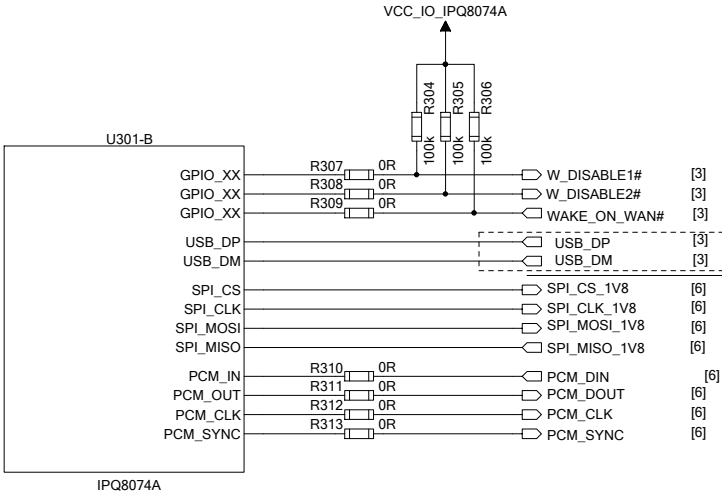 VCC_IO_IPQ8074A
R304
R305
R306
100k
100k
100k
U301-B
GPIO_XX R307 0R W_DISABLE1# [3]
GPIO_XX R308 0R W_DISABLE2# [3]
GPIO_XX R309 0R WAKE_ON_WAN# [3]
USB_DP USB_DP [3]
USB_DM USB_DM [3]
SPI_CS SPI_CS_1V8 [6]
SPI_CLK SPI_CLK_1V8 [6]
SPI_MOSI SPI_MOSI_1V8 [6]
SPI_MISO SPI_MISO_1V8 [6]
PCM_IN R310 0R PCM_DIN [6]
PCM_OUT R311 0R PCM_DOUT [6]
PCM_CLK R312 0R PCM_CLK [6]
PCM_SYNC R313 0R PCM_SYNC [6]
IPQ8074A